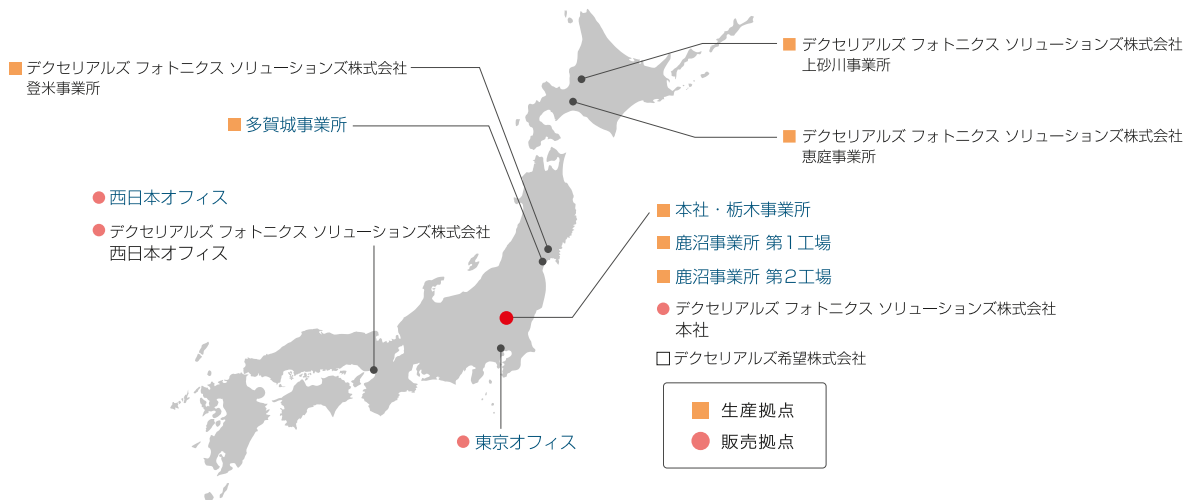 デクセリアルズ フォトニクス ソリューションズ株式会社
上砂川事業所
デクセリアルズ フォトニクス ソリューションズ株式会社
登米事業所
多賀城事業所
デクセリアルズ フォトニクス ソリューションズ株式会社
恵庭事業所
西日本オフィス
デクセリアルズ フォトニクス ソリューションズ株式会社
西日本オフィス
本社・栃木事業所
鹿沼事業所 第1工場
鹿沼事業所 第2工場
デクセリアルズ フォトニクス ソリューションズ株式会社
本社
デクセリアルズ希望株式会社
生産拠点
販売拠点
東京オフィス